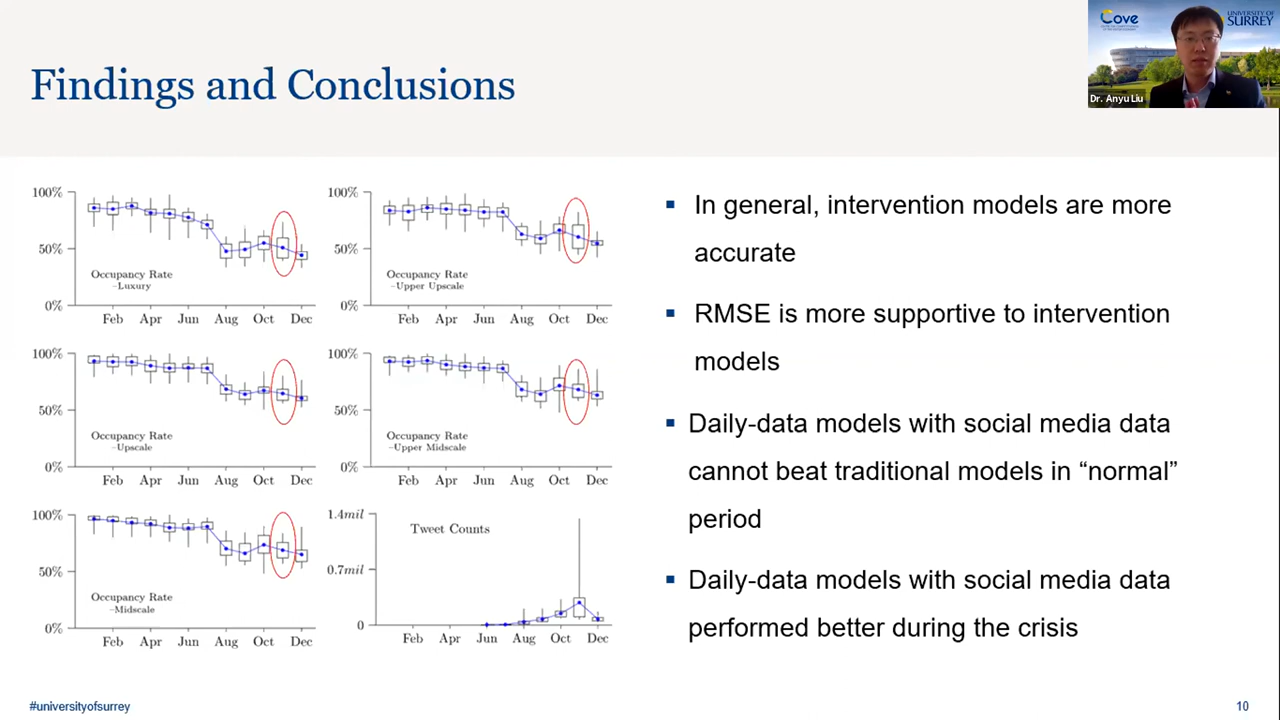 Findings and Conclusions
Cove
UNIVERSITY OF
SURREY
Dr. Anyu Liu
100%
50%
0%
Occupancy Rate
–Luxury
Feb Apr Jun Aug Oct Dec
100%
50%
0%
Occupancy Rate
–Upper Upscale
Feb Apr Jun Aug Oct Dec
100%
50%
0%
Occupancy Rate
–Upscale
Feb Apr Jun Aug Oct Dec
100%
50%
0%
Occupancy Rate
–Upper Midscale
Feb Apr Jun Aug Oct Dec
100%
50%
0%
Occupancy Rate
–Midscale
Feb Apr Jun Aug Oct Dec
1.4mil
0.7mil
0
Tweet Counts
Feb Apr Jun Aug Oct Dec
▪ In general, intervention models are more
accurate
▪ RMSE is more supportive to intervention
models
▪ Daily-data models with social media data
cannot beat traditional models in “normal”
period
▪ Daily-data models with social media data
performed better during the crisis
#universityofsurrey
10